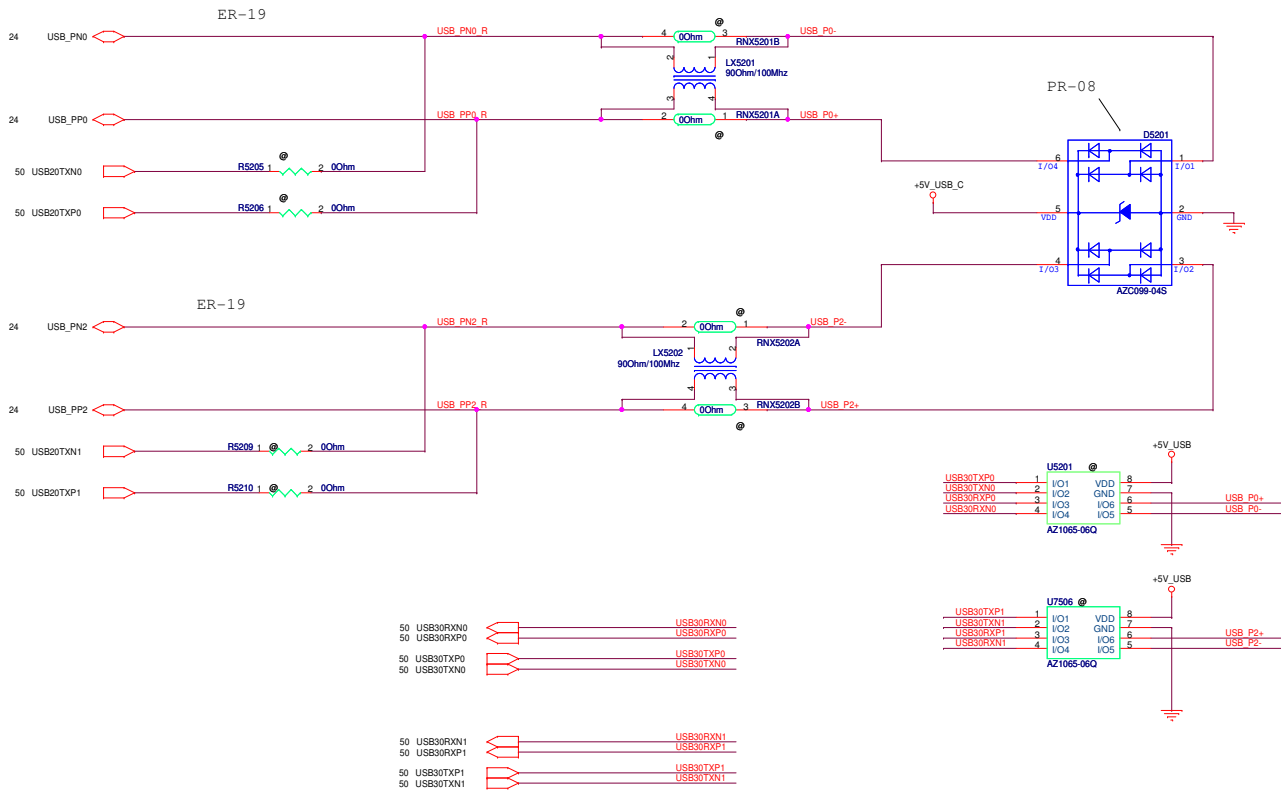 ER-19
24 USB_PN0 USB_PN0_R 4 0Ohm 3 @ RNX5201B USB_P0-
2 1 LX5201
90Ohm/100Mhz
3 4
24 USB_PP0 USB_PP0_R 2 0Ohm 1 RNX5201A USB_P0+
@
PR-08
D5201
50 USB20TXN0 R5205 1 @ 2 0Ohm
6 I/O4 1 I/O1
50 USB20TXP0 R5206 1 @ 2 0Ohm
+5V_USB_C
5 VDD 2 GND
4 I/O3 3 I/O2
AZC099-04S
ER-19
24 USB_PN2 USB_PN2_R 2 0Ohm 1 @ USB_P2-
RNX5202A
1 2 LX5202
90Ohm/100Mhz
4 3
24 USB_PP2 USB_PP2_R 4 0Ohm 3 RNX5202B USB_P2+
@
50 USB20TXN1 R5209 1 @ 2 0Ohm
50 USB20TXP1 R5210 1 @ 2 0Ohm
+5V_USB
U5201 @
USB30TXP0 1 I/O1 VDD 8
USB30TXN0 2 I/O2 GND 7
USB30RXP0 3 I/O3 I/O6 6 USB_P0+
USB30RXN0 4 I/O4 I/O5 5 USB_P0-
AZ1065-06Q
+5V_USB
U7506 @
USB30TXP1 1 I/O1 VDD 8
USB30TXN1 2 I/O2 GND 7
USB30RXP1 3 I/O3 I/O6 6 USB_P2+
USB30RXN1 4 I/O4 I/O5 5 USB_P2-
AZ1065-06Q
50 USB30RXN0 USB30RXN0
50 USB30RXP0 USB30RXP0
50 USB30TXP0 USB30TXP0
50 USB30TXN0 USB30TXN0
50 USB30RXN1 USB30RXN1
50 USB30RXP1 USB30RXP1
50 USB30TXP1 USB30TXP1
50 USB30TXN1 USB30TXN1